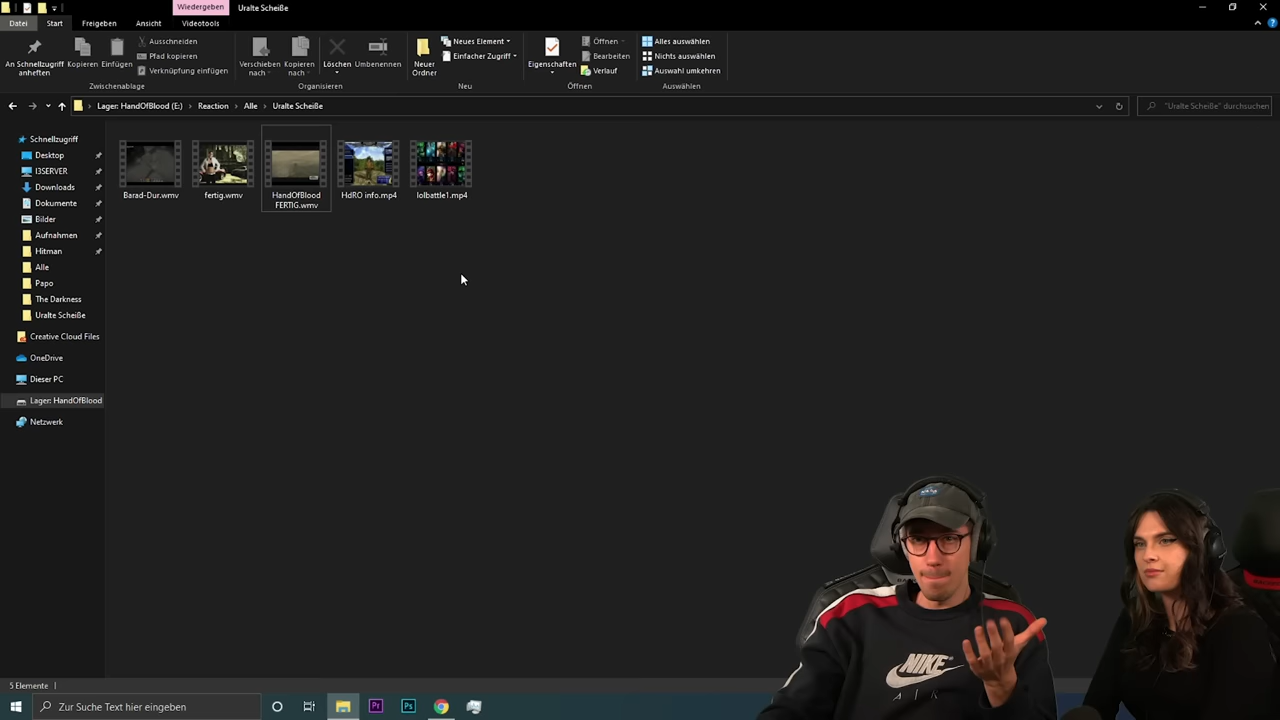 Wiedergeben
Uralte Scheiße
Datei
Start
Freigeben
Ansicht
Videotools
An Schnellzugriff anheften
Kopieren
Einfügen
Ausschneiden
Pfad kopieren
Verknüpfung einfügen
Zwischenablage
Verschieben nach
Kopieren nach
Löschen
Umbenennen
Organisieren
Neuer Ordner
Neues Element
Einfacher Zugriff
Neu
Eigenschaften
Öffnen
Bearbeiten
Verlauf
Öffnen
Alles auswählen
Nichts auswählen
Auswahl umkehren
Auswählen
Lager: HandOfBlood (E:) > Reaction > Alle > Uralte Scheiße
"Uralte Scheiße" durchsuchen
Schnellzugriff
Desktop
I3SERVER
Downloads
Dokumente
Bilder
Aufnahmen
Hitman
Alle
Papo
The Darkness
Uralte Scheiße
Creative Cloud Files
OneDrive
Dieser PC
Lager: HandOfBlood
Netzwerk
Barad-Dur.wmv
fertig.wmv
HandOfBlood
FERTIG.wmv
HdRO info.mp4
lolbattle1.mp4
NIKE
AIR
5 Elemente
Zur Suche Text hier eingeben
Pr
Ps